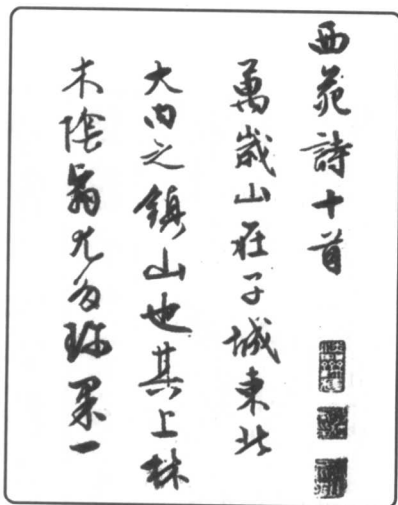 西苑詩十首
萬歲山在子城東北
大內之鎮山也其上林
木陰翳尤多珍果一